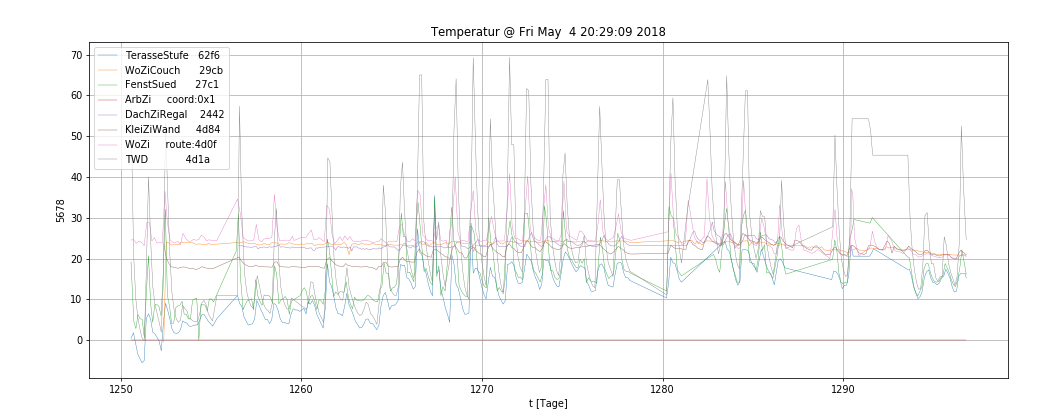 Temperatur @ Fri May  4 20:29:09 2018
70
60
50
40
30
20
10
0
5678
TerasseStufe 62f6
WoZiCouch 29cb
FenstSued 27c1
ArbZi coord:0x1
DachZiRegal 2442
KleiZiWand 4d84
WoZi route:4d0f
TWD 4d1a
1250 1260 1270 1280 1290
t [Tage]